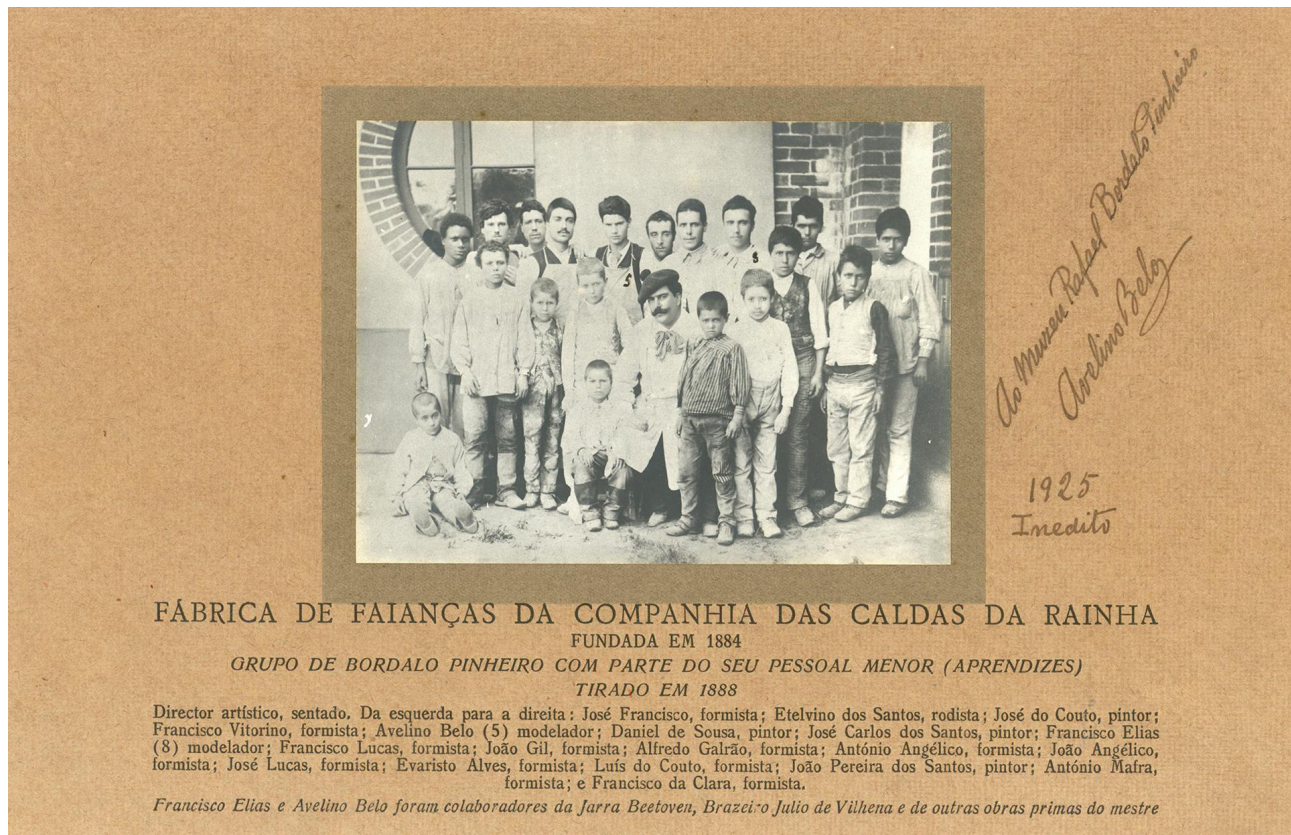 Ao Museu Rafael Bordalo Pinheiro
Avelino Belo
1925
Inedito
5
8
FÁBRICA DE FAIANÇAS DA COMPANHIA DAS CALDAS DA RAINHA
FUNDADA EM 1884
GRUPO DE BORDALO PINHEIRO COM PARTE DO SEU PESSOAL MENOR (APRENDIZES)
TIRADO EM 1888
Director artístico, sentado. Da esquerda para a direita: José Francisco, formista; Etelvino dos Santos, rodista; José do Couto, pintor;
Francisco Vitorino, formista; Avelino Belo (5) modelador; Daniel de Sousa, pintor; José Carlos dos Santos, pintor; Francisco Elias
(8) modelador; Francisco Lucas, formista; João Gil, formista; Alfredo Galrão, formista; António Angélico, formista; João Angélico,
formista; José Lucas, formista; Evaristo Alves, formista; Luís do Couto, formista; João Pereira dos Santos, pintor; António Mafra,
formista; e Francisco da Clara, formista.
Francisco Elias e Avelino Belo foram colaboradores da Jarra Beetoven, Brazeiro Julio de Vilhena e de outras obras primas do mestre